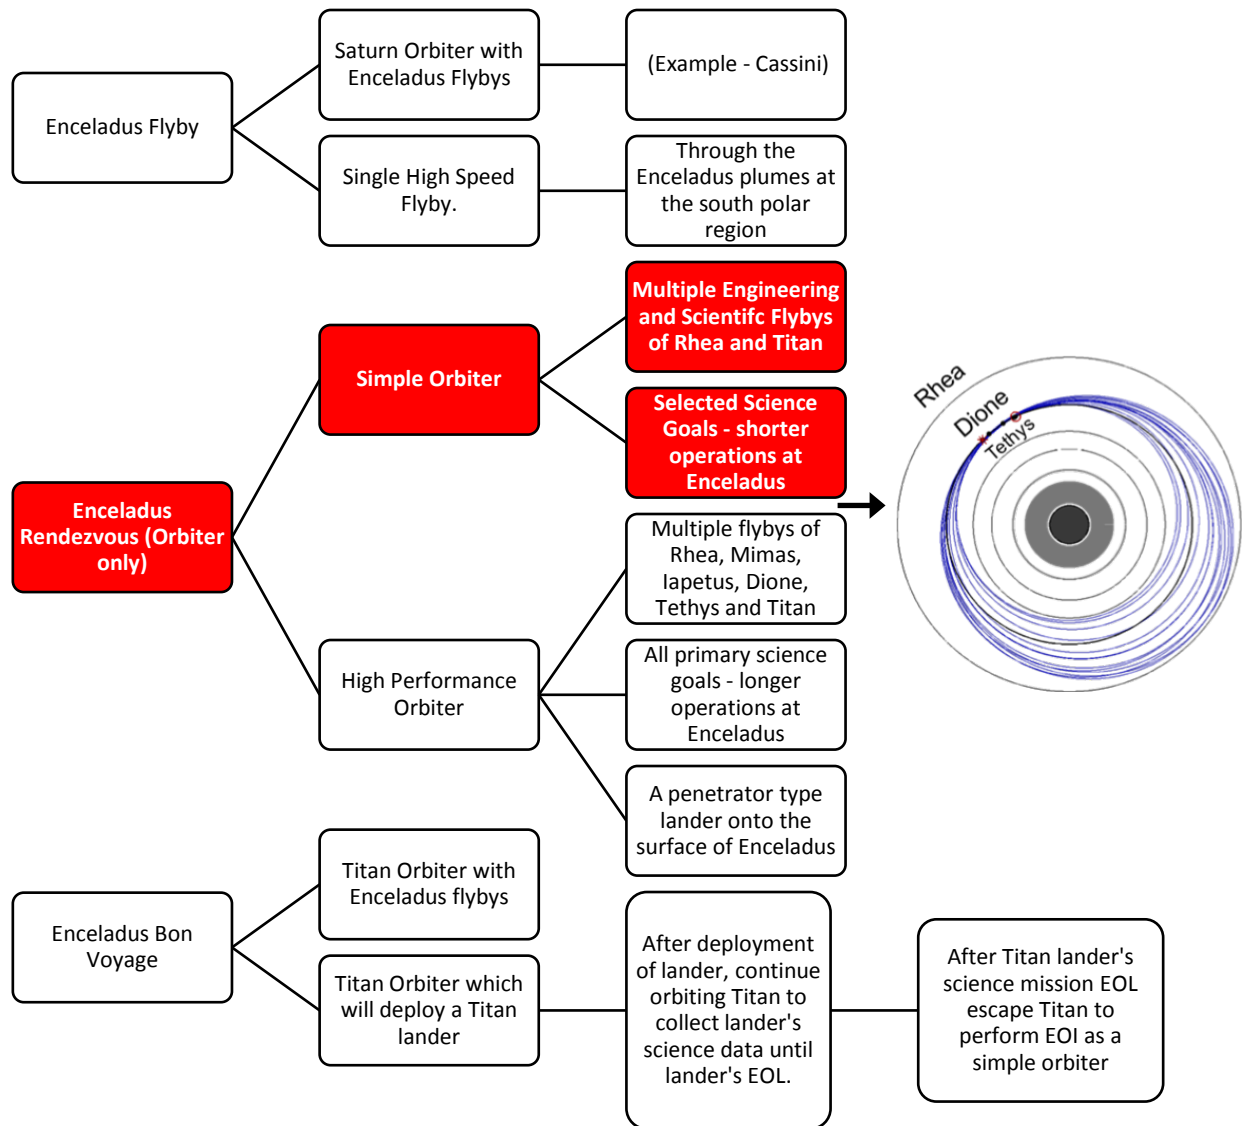 Saturn Orbiter with
Enceladus Flybys
(Example - Cassini)
Enceladus Flyby
Single High Speed
Flyby.
Through the
Enceladus plumes at
the south polar
region
Multiple Engineering
and Scientifc Flybys
of Rhea and Titan
Simple Orbiter
Selected Science
Goals - shorter
operations at
Enceladus
Enceladus
Rendezvous (Orbiter
only)
Multiple flybys of
Rhea, Mimas,
Iapetus, Dione,
Tethys and Titan
High Performance
Orbiter
All primary science
goals - longer
operations at
Enceladus
A penetrator type
lander onto the
surface of Enceladus
Rhea
Dione
Tethys
Titan Orbiter with
Enceladus flybys
Enceladus Bon
Voyage
Titan Orbiter which
will deploy a Titan
lander
After deployment
of lander, continue
orbiting Titan to
collect lander's
science data until
lander's EOL.
After Titan lander's
science mission EOL
escape Titan to
perform EOI as a
simple orbiter